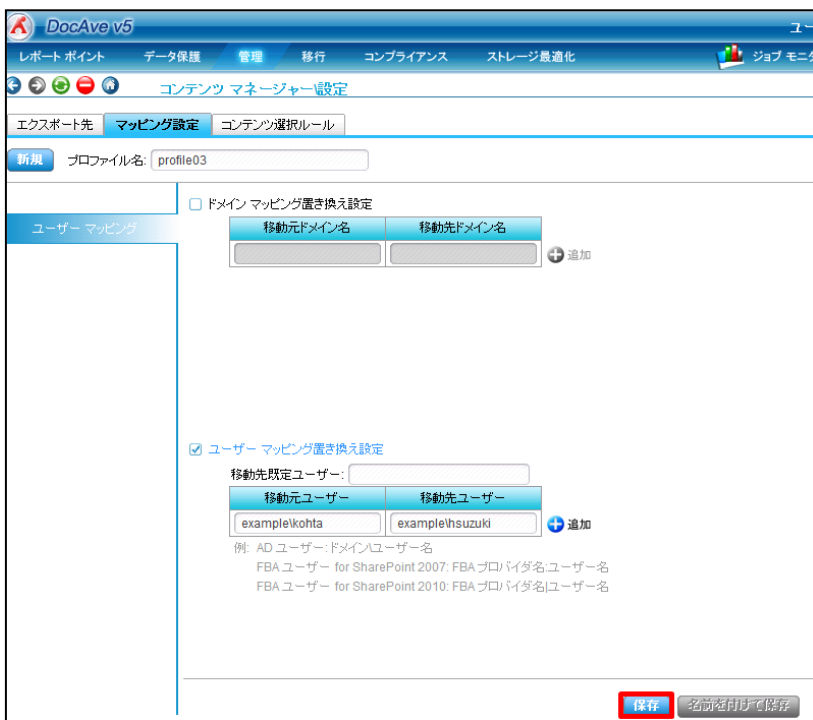 DocAve v5
ユー
レポート ポイント データ保護 管理 移行 コンプライアンス ストレージ最適化 ジョブ モニタ
コンテンツ マネージャー\設定
エクスポート先 マッピング設定 コンテンツ選択ルール
新規 プロファイル名: profile03
ユーザー マッピング
ドメイン マッピング置き換え設定
移動元ドメイン名 移動先ドメイン名
追加
ユーザー マッピング置き換え設定
移動先既定ユーザー:
移動元ユーザー 移動先ユーザー
example\kohta example\hsuzuki 追加
例: AD ユーザー:ドメイン\ユーザー名
FBA ユーザー for SharePoint 2007: FBA プロバイダ名:ユーザー名
FBA ユーザー for SharePoint 2010: FBA プロバイダ名|ユーザー名
保存 名前を付けて保存